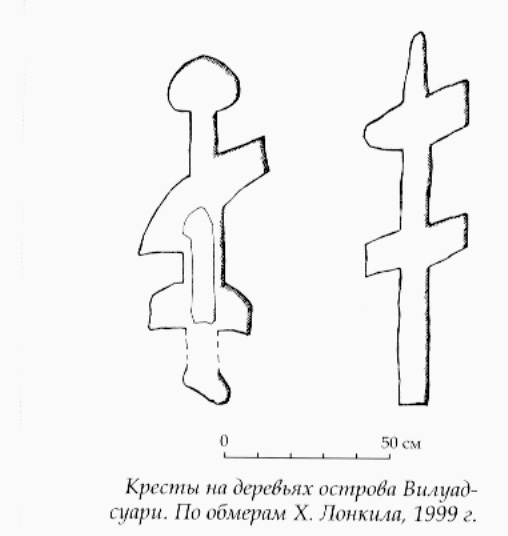 0 50 см
Кресты на деревьях острова Вилуад-
суари. По обмерам Х. Лонкила, 1999 г.